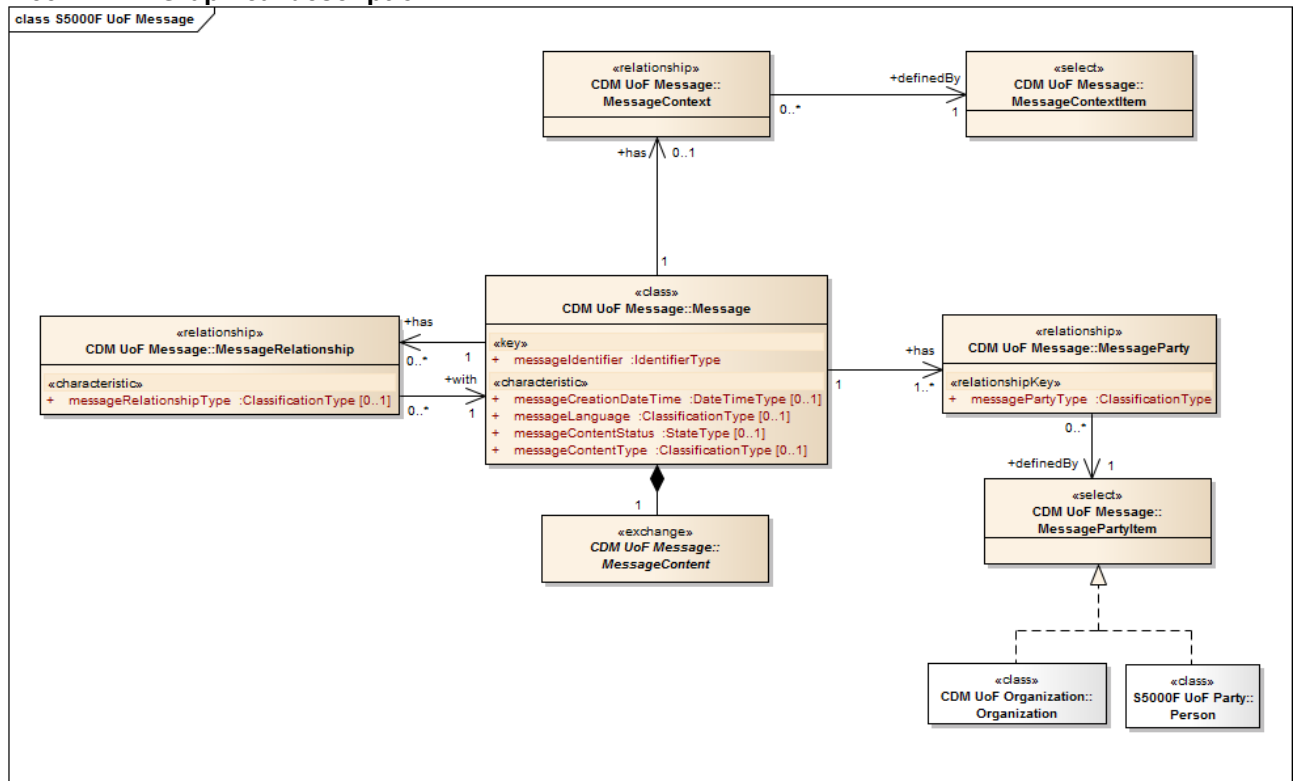 class S5000F UoF Message
«relationship»
CDM UoF Message::
MessageContext
+definedBy
0..*
1
«select»
CDM UoF Message::
MessageContextItem
+has
0..1
1
«class»
CDM UoF Message::Message
«key»
+ messageIdentifier :IdentifierType
«characteristic»
+ messageCreationDateTime :DateTimeType [0..1]
+ messageLanguage :ClassificationType [0..1]
+ messageContentStatus :StateType [0..1]
+ messageContentType :ClassificationType [0..1]
«relationship»
CDM UoF Message::MessageRelationship
«characteristic»
+ messageRelationshipType :ClassificationType [0..1]
+has
0..*
1
+with
0..*
1
+has
1
1..*
«relationship»
CDM UoF Message::MessageParty
«relationshipKey»
+ messagePartyType :ClassificationType
0..*
+definedBy
1
«select»
CDM UoF Message::
MessagePartyItem
1
«exchange»
CDM UoF Message::
MessageContent
«class»
CDM UoF Organization::
Organization
«class»
S5000F UoF Party::
Person